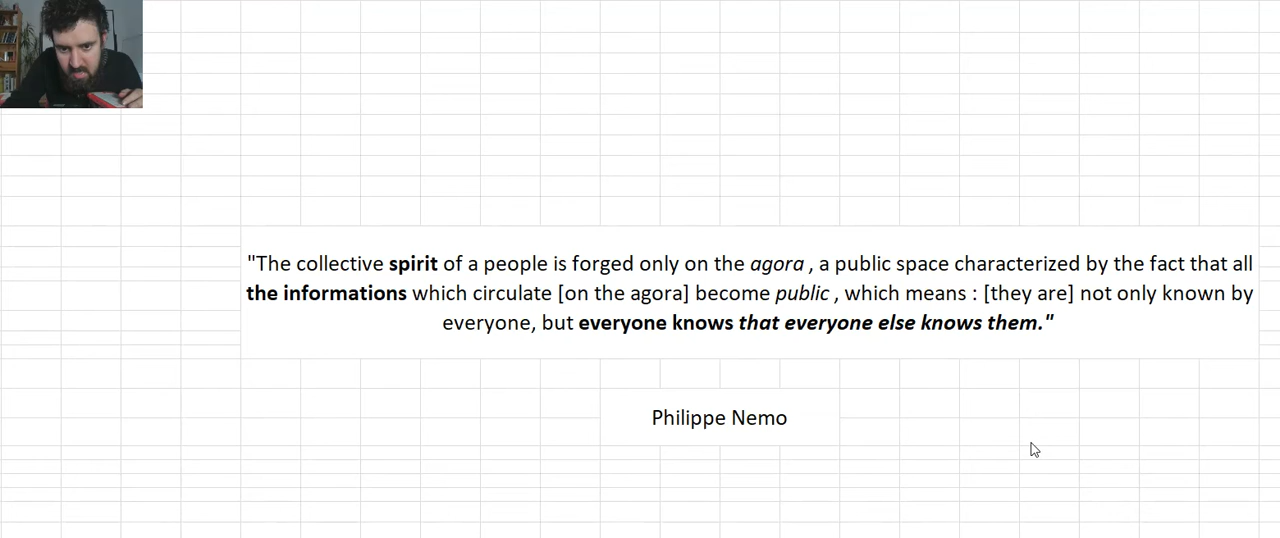 "The collective spirit of a people is forged only on the agora , a public space characterized by the fact that all
the informations which circulate [on the agora] become public , which means : [they are] not only known by
everyone, but everyone knows that everyone else knows them."
Philippe Nemo